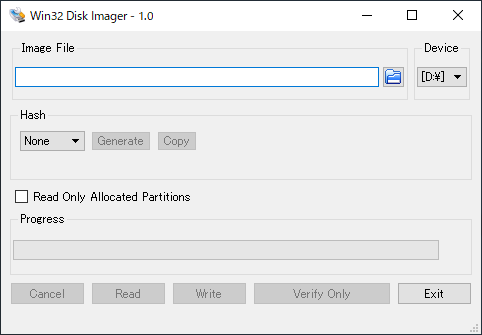 Win32 Disk Imager - 1.0
Image File
Device
[D:¥]
Hash
None
Generate
Copy
Read Only Allocated Partitions
Progress
Cancel
Read
Write
Verify Only
Exit